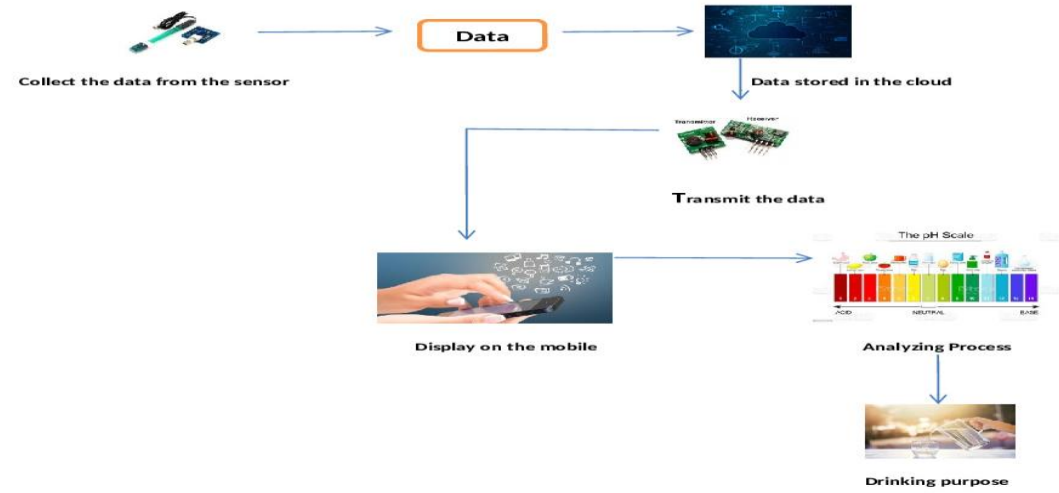 Data
Collect the data from the sensor
Data stored in the cloud
Transmitter
Receiver
Transmit the data
The pH Scale
ACID
NEUTRAL
BASE
Display on the mobile
Analyzing Process
Drinking purpose